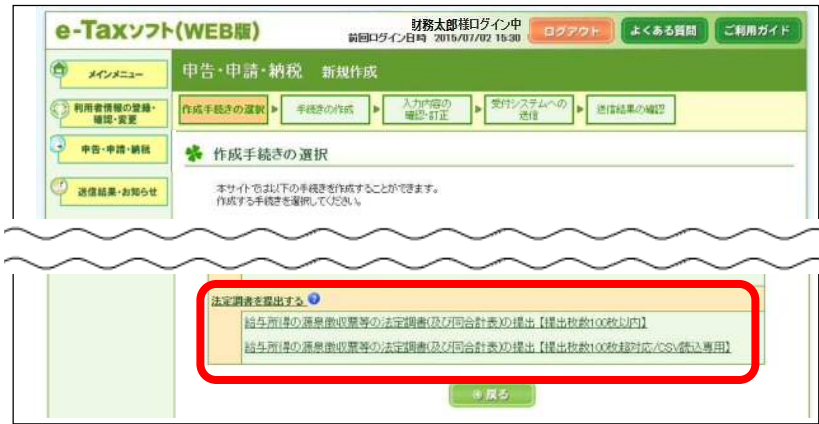 e-Taxソフト(WEB版)
財務太郎様ログイン中
前回ログイン日時 2015/07/02 15:30
ログアウト
よくある質問
ご利用ガイド
メインメニュー
利用者情報の登録・
確認・変更
申告・申請・納税
送信結果・お知らせ
申告・申請・納税 新規作成
作成手続きの選択
手続きの作成
入力内容の
確認・訂正
受付システムへの
送信
送信結果の確認
作成手続きの選択
本サイトでは以下の手続きを作成することができます。
作成する手続きを選択してください。
法定調書を提出する
給与所得の源泉徴収票等の法定調書(及び同合計表)の提出【提出枚数100枚以内】
給与所得の源泉徴収票等の法定調書(及び同合計表)の提出【提出枚数100枚超対応/CSV読込専用】
戻る